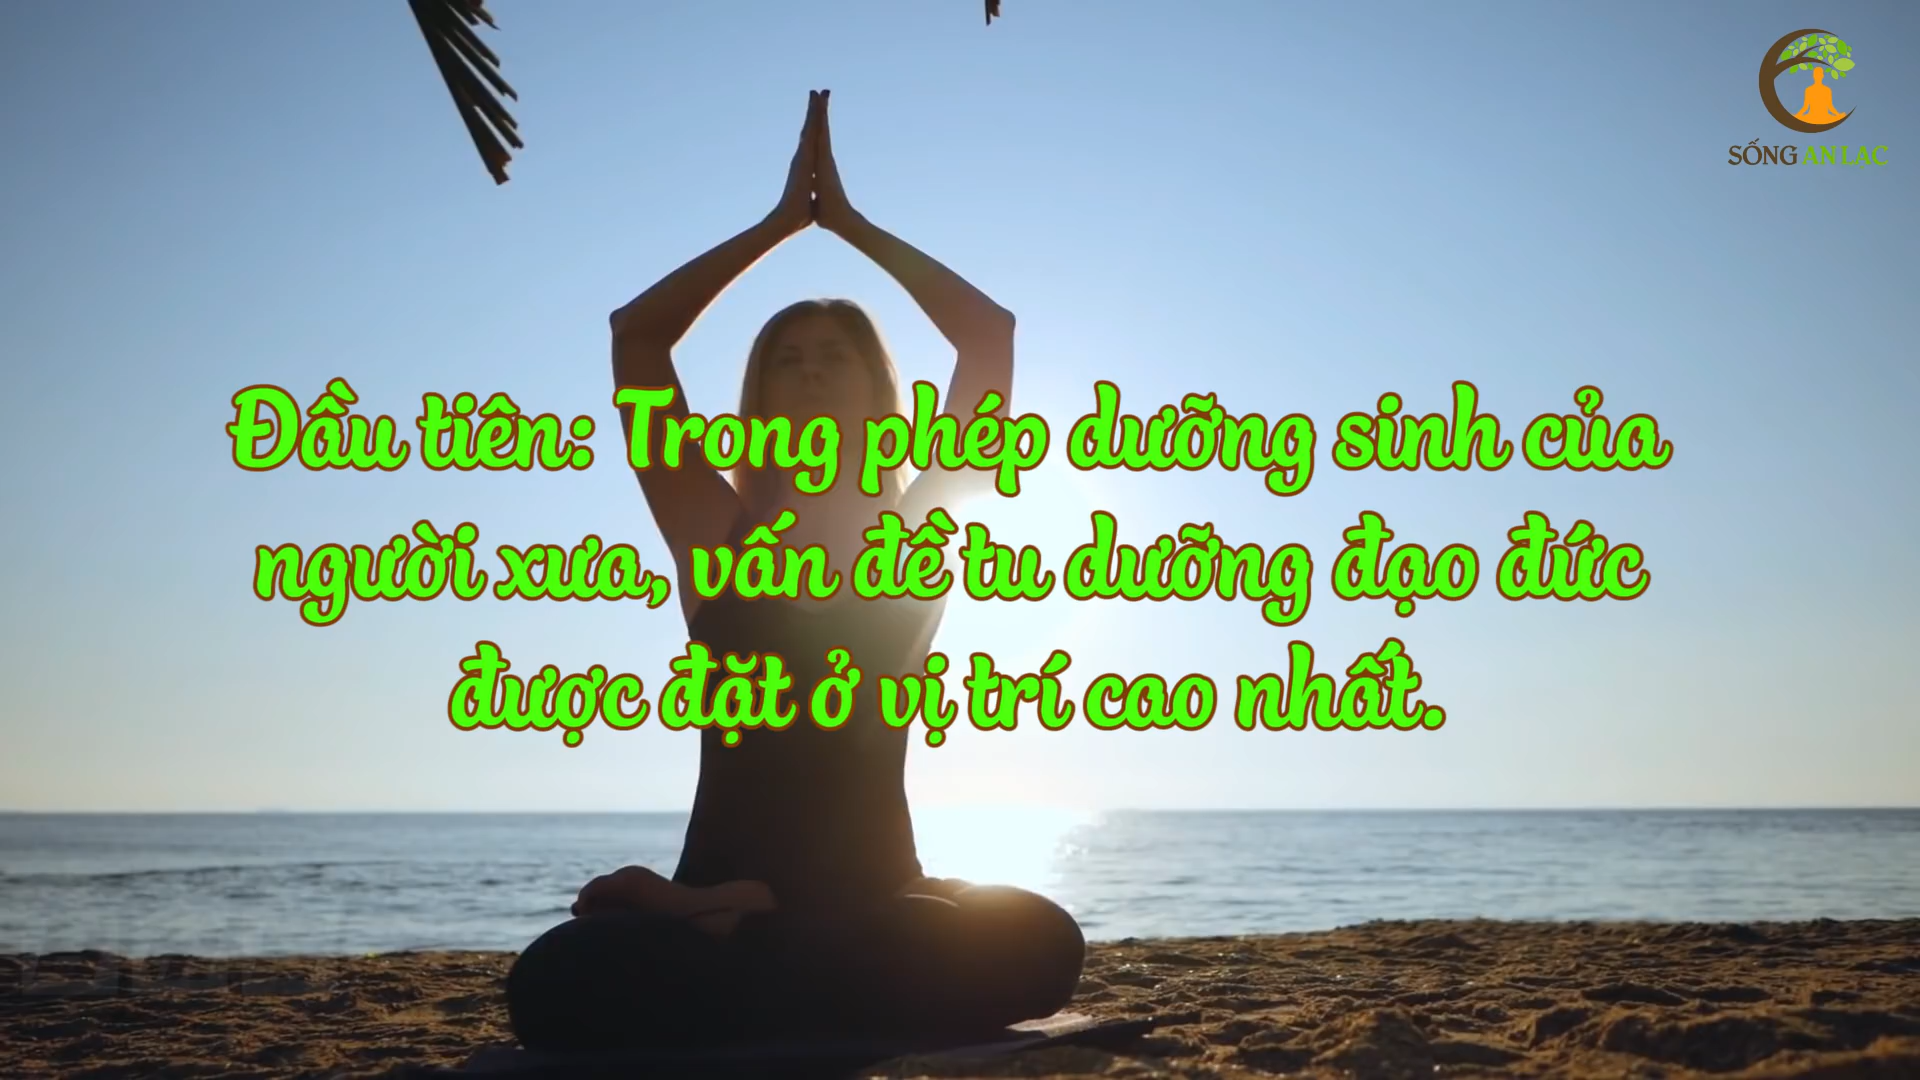 SỐNG AN LẠC
Đầu tiên: Trong phép dưỡng sinh của
người xưa, vấn đề tu dưỡng đạo đức
được đặt ở vị trí cao nhất.